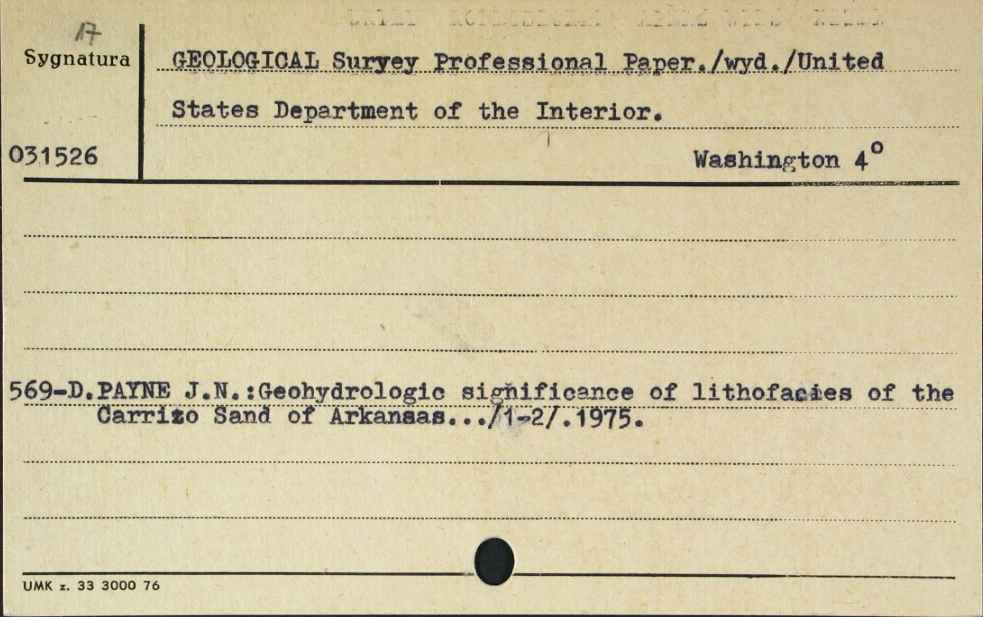 17
Sygnatura
GEOLOGICAL Survey Professional Paper./wyd./United
States Department of the Interior.
031526
Washington 4°
569-D.PAYNE J.N.:Geohydrologic significance of lithofacies of the
Carrizo Sand of Arkansas.../1-2/.1975.
UMK z. 33 3000 76